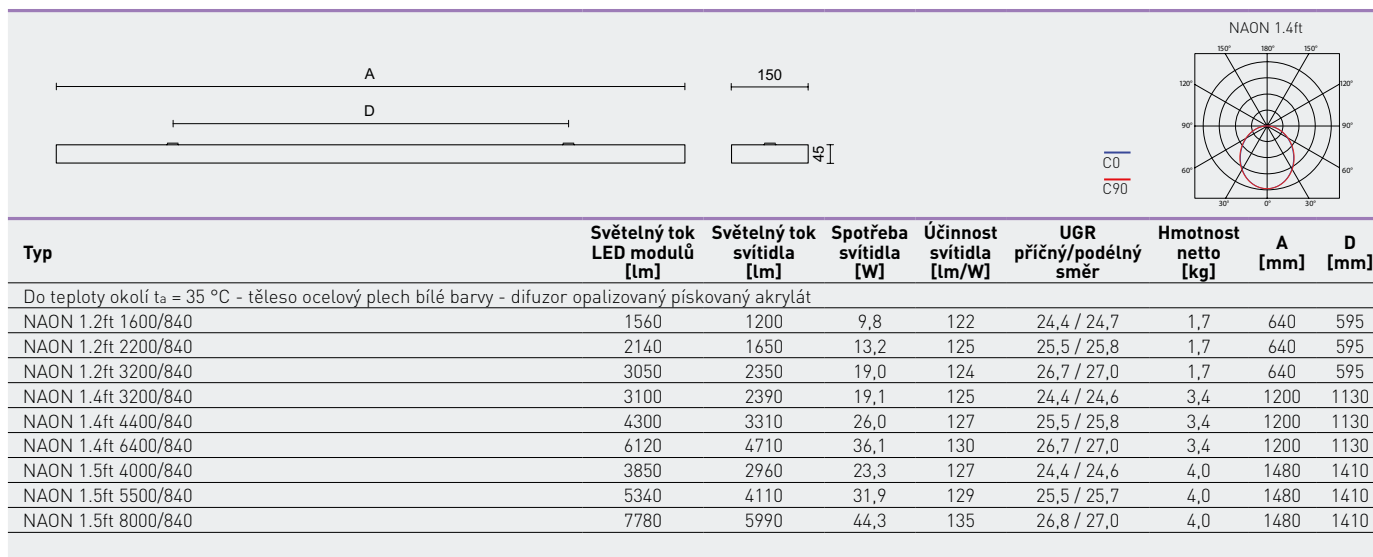 NAON 1.4ft
150° 180° 150°
120° 120°
90° 90°
60° 60°
30° 0° 30°
A
150
D
45
C0
C90
Typ Světelný tok LED modulů [lm] Světelný tok svítidla [lm] Spotřeba svítidla [W] Účinnost svítidla [lm/W] UGR příčný/podélný směr Hmotnost netto [kg] A [mm] D [mm]
Do teploty okolí ta = 35 °C - těleso ocelový plech bílé barvy - difuzor opalizovaný pískovaný akrylát
NAON 1.2ft 1600/840 1560 1200 9,8 122 24,4 / 24,7 1,7 640 595
NAON 1.2ft 2200/840 2140 1650 13,2 125 25,5 / 25,8 1,7 640 595
NAON 1.2ft 3200/840 3050 2350 19,0 124 26,7 / 27,0 1,7 640 595
NAON 1.4ft 3200/840 3100 2390 19,1 125 24,4 / 24,6 3,4 1200 1130
NAON 1.4ft 4400/840 4300 3310 26,0 127 25,5 / 25,8 3,4 1200 1130
NAON 1.4ft 6400/840 6120 4710 36,1 130 26,7 / 27,0 3,4 1200 1130
NAON 1.5ft 4000/840 3850 2960 23,3 127 24,4 / 24,6 4,0 1480 1410
NAON 1.5ft 5500/840 5340 4110 31,9 129 25,5 / 25,7 4,0 1480 1410
NAON 1.5ft 8000/840 7780 5990 44,3 135 26,8 / 27,0 4,0 1480 1410